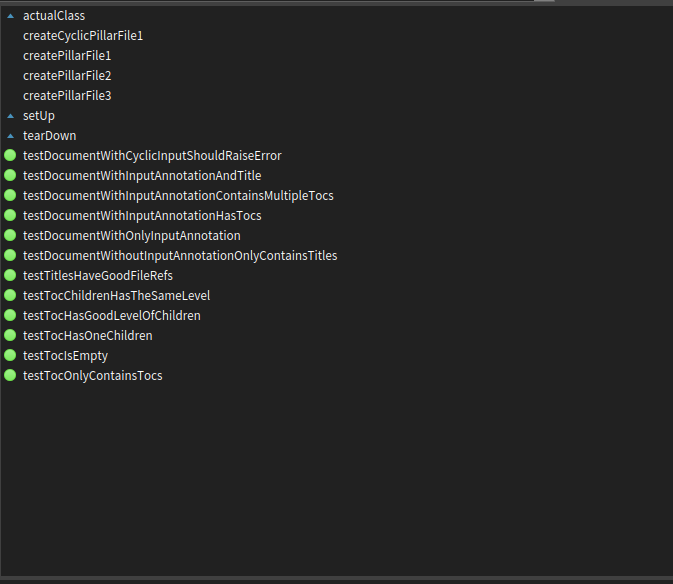 actualClass
createCyclicPillarFile1
createPillarFile1
createPillarFile2
createPillarFile3
setUp
tearDown
testDocumentWithCyclicInputShouldRaiseError
testDocumentWithInputAnnotationAndTitle
testDocumentWithInputAnnotationContainsMultipleTocs
testDocumentWithInputAnnotationHasTocs
testDocumentWithOnlyInputAnnotation
testDocumentWithoutInputAnnotationOnlyContainsTitles
testTitlesHaveGoodFileRefs
testTocChildrenHasTheSameLevel
testTocHasGoodLevelOfChildren
testTocHasOneChildren
testTocIsEmpty
testTocOnlyContainsTocs